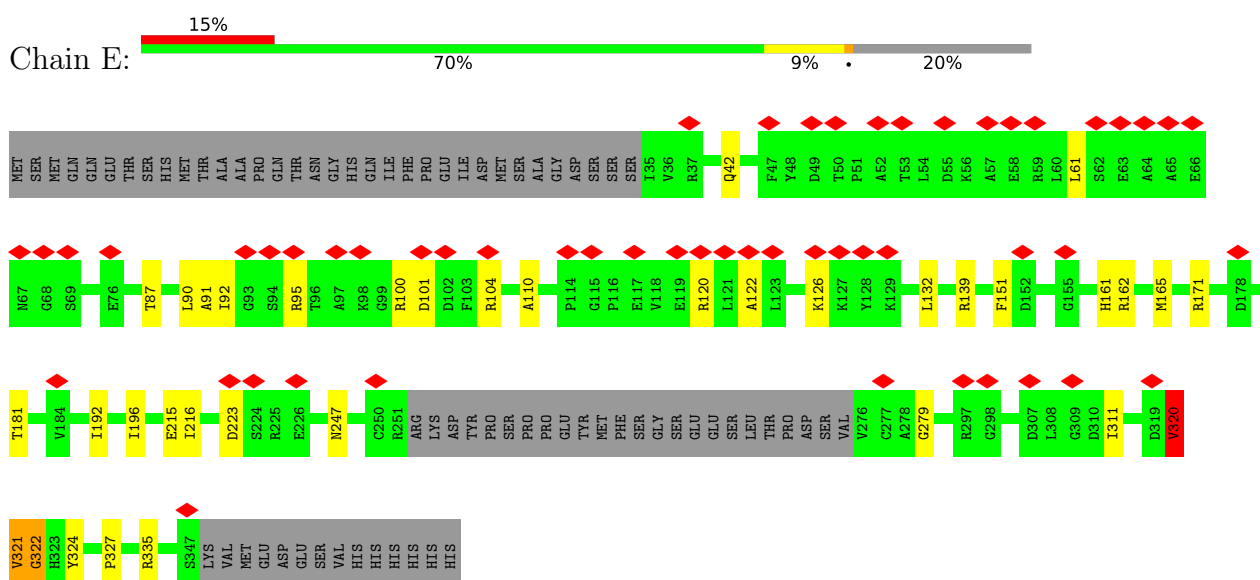 15%
Chain E:
70% 9% • 20%
MET SER MET GLN GLN GLU THR SER HIS MET THR ALA ALA PRO GLN THR ASN GLY HIS GLN ILE PHE PRO GLU ILE ASP MET SER ALA GLY ASP SER SER SER I35 V36 R37 Q42 F47 Y48 D49 T50 P51 A52 T53 L54 D55 K56 A57 E58 R59 L60 L61 S62 E63 A64 A65 E66
N67 G68 S69 E76 T87 L90 A91 I92 G93 S94 R95 T96 A97 K98 G99 R100 D101 D102 F103 R104 A110 P114 G115 P116 E117 V118 E119 R120 L121 A122 L123 K126 K127 Y128 K129 L132 R139 F151 D152 G155 H161 R162 M165 R171 D178
T181 V184 I192 I196 E215 I216 D223 S224 R225 E226 N247 C250 R251 ARG LYS ASP TYR PRO SER PRO PRO GLU TYR MET PHE SER GLY SER GLU GLU SER LEU THR PRO ASP SER VAL V276 C277 A278 G279 R297 G298 D307 L308 G309 D310 I311 D319 V320
V321 G322 H323 Y324 P327 R335 S347 LYS VAL MET GLU ASP GLU SER VAL HIS HIS HIS HIS HIS HIS